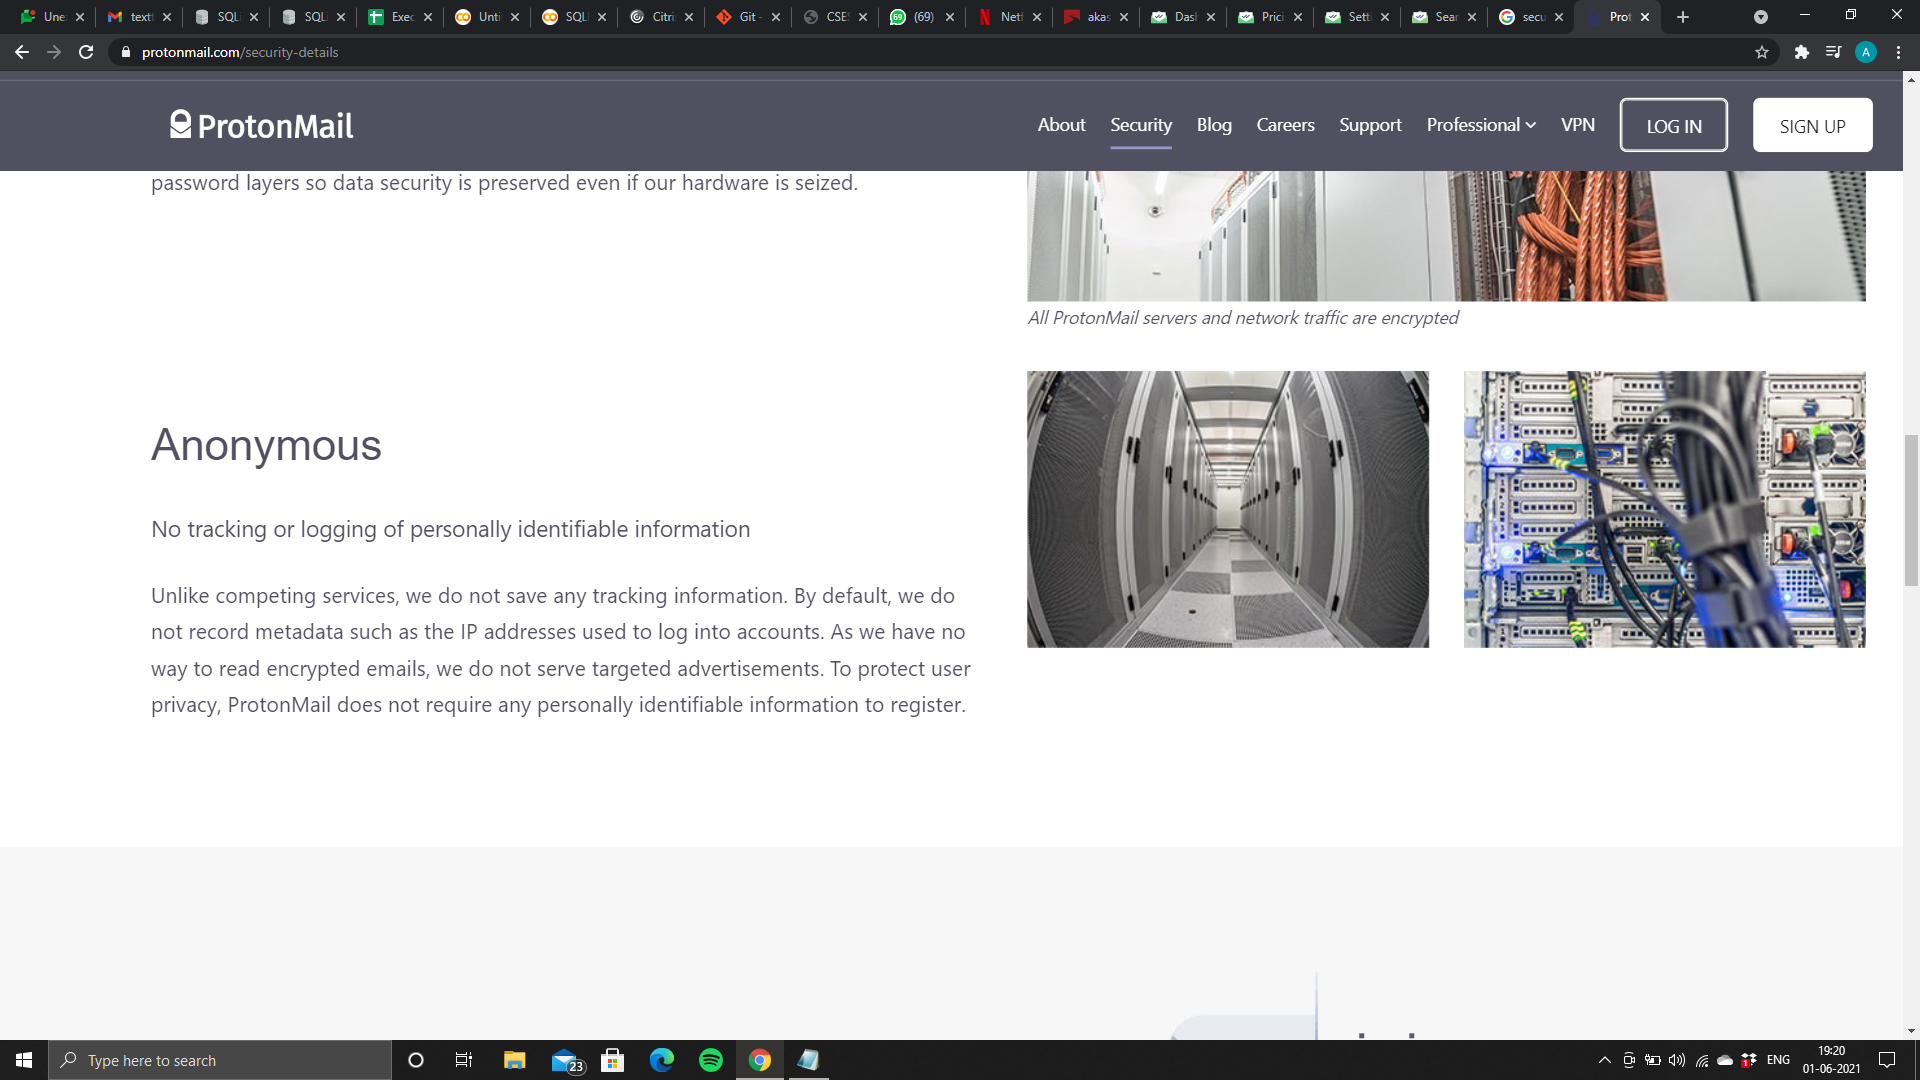 Une
textl
SQLi
SQLi
Exec
Unti
SQL
Citri
Git -
CSE
(69)
Netf
akas
Dash
Prici
Setti
Sear
secu
Prot
protonmail.com/security-details
A
ProtonMail
About
Security
Blog
Careers
Support
Professional
VPN
LOG IN
SIGN UP
password layers so data security is preserved even if our hardware is seized.
All ProtonMail servers and network traffic are encrypted
Anonymous
No tracking or logging of personally identifiable information
Unlike competing services, we do not save any tracking information. By default, we do
not record metadata such as the IP addresses used to log into accounts. As we have no
way to read encrypted emails, we do not serve targeted advertisements. To protect user
privacy, ProtonMail does not require any personally identifiable information to register.
Type here to search
23
ENG
19:20
01-06-2021